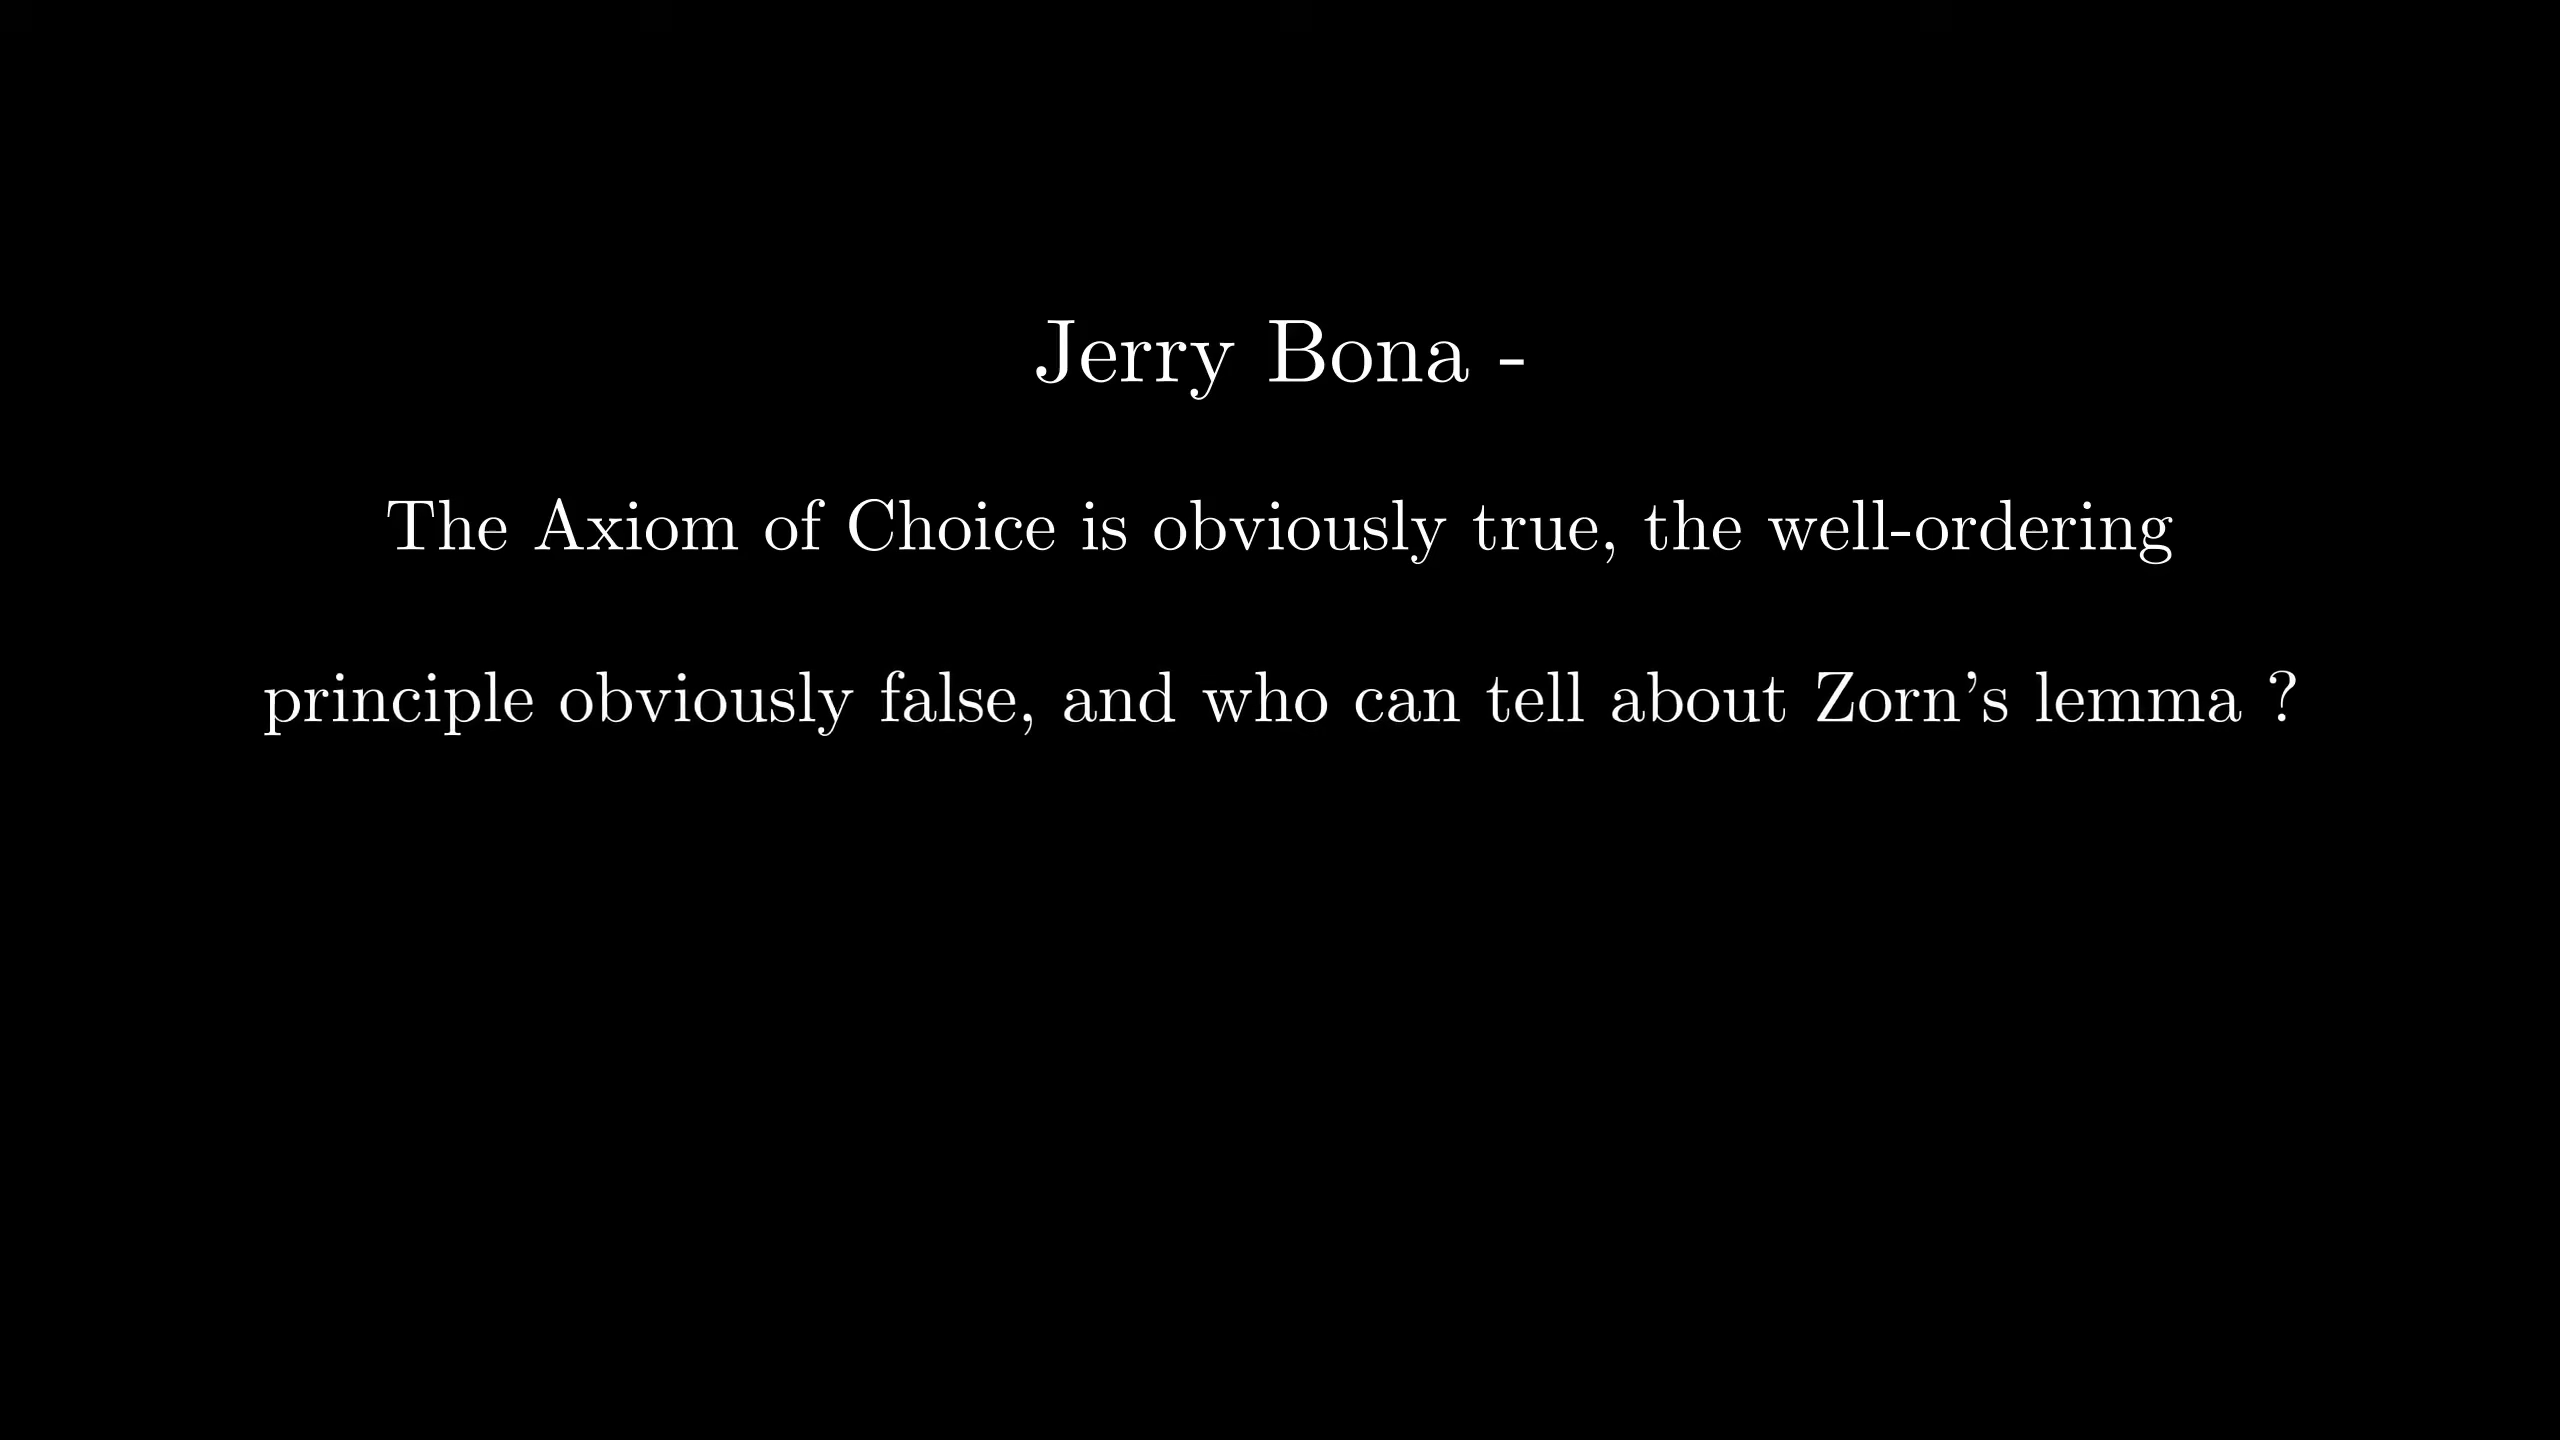 Jerry Bona -
The Axiom of Choice is obviously true, the well-ordering
principle obviously false, and who can tell about Zorn's lemma ?